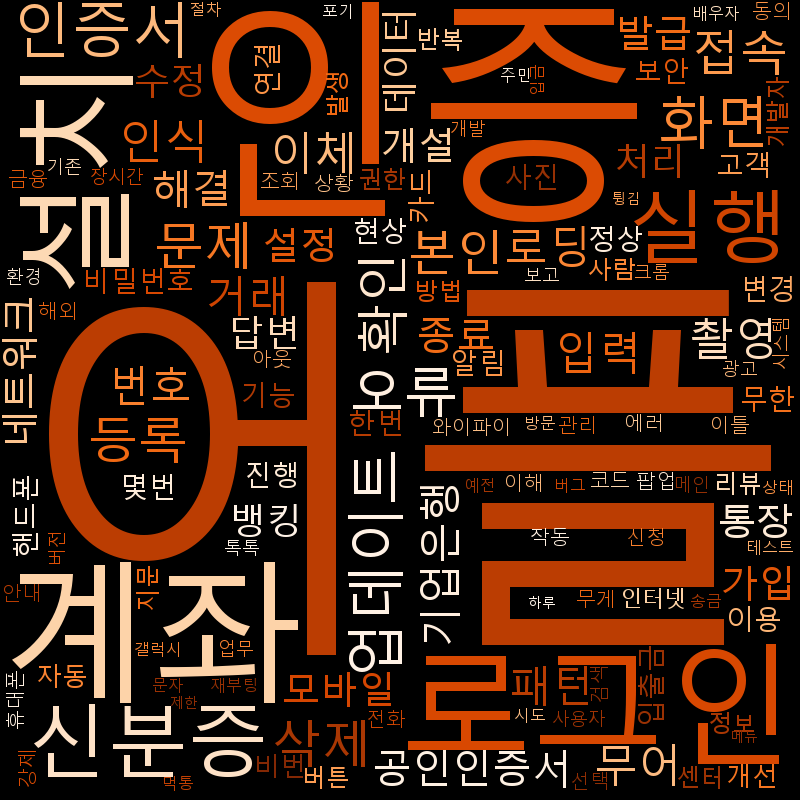 인증서
절차
인증
포기
배우자
동의
연결
데이터
반복
발급
접속
수정
발생
보안
주민
입금
설치
화면
개발자
인식
이체
개설
개발
처리
고객
기존
금융
장시간
해결
조회
상황
권한
카드
사진
튕김
실행
문제
설정
현상
본인
로딩
정상
환경
비밀번호
거래
확인
방법
보고
사람
크롬
변경
해외
네트워크
답변
아웃
어플
종료
알림
입력
촬영
시스템
광고
번호
기능
오류
무한
등록
한번
와이파이
방문
관리
에러
이틀
몇번
진행
업데이트
기업은행
예전
이해
버그
코드
팝업
메인
리뷰
상태
핸드폰
버전
뱅킹
톡톡
작동
신청
통장
테스트
안내
지문
계좌
하루
무게
인터넷
송금
가입
이용
갤럭시
업무
로그인
휴대폰
자동
문자
재부팅
제한
모바일
패턴
검색
입출금
신분증
삭제
전화
시도
사용자
정보
메뉴
강제
먹통
비번
버튼
공인인증서
선택
무어
센터
개선